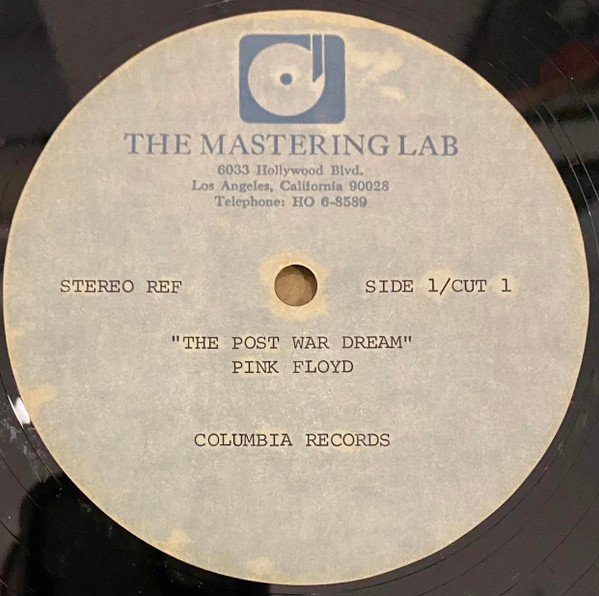 THE MASTERING LAB
6033 Hollywood Blvd.
Los Angeles, California 90028
Telephone: HO 6-8589
STEREO REF SIDE 1/CUT 1
"THE POST WAR DREAM"
PINK FLOYD
COLUMBIA RECORDS